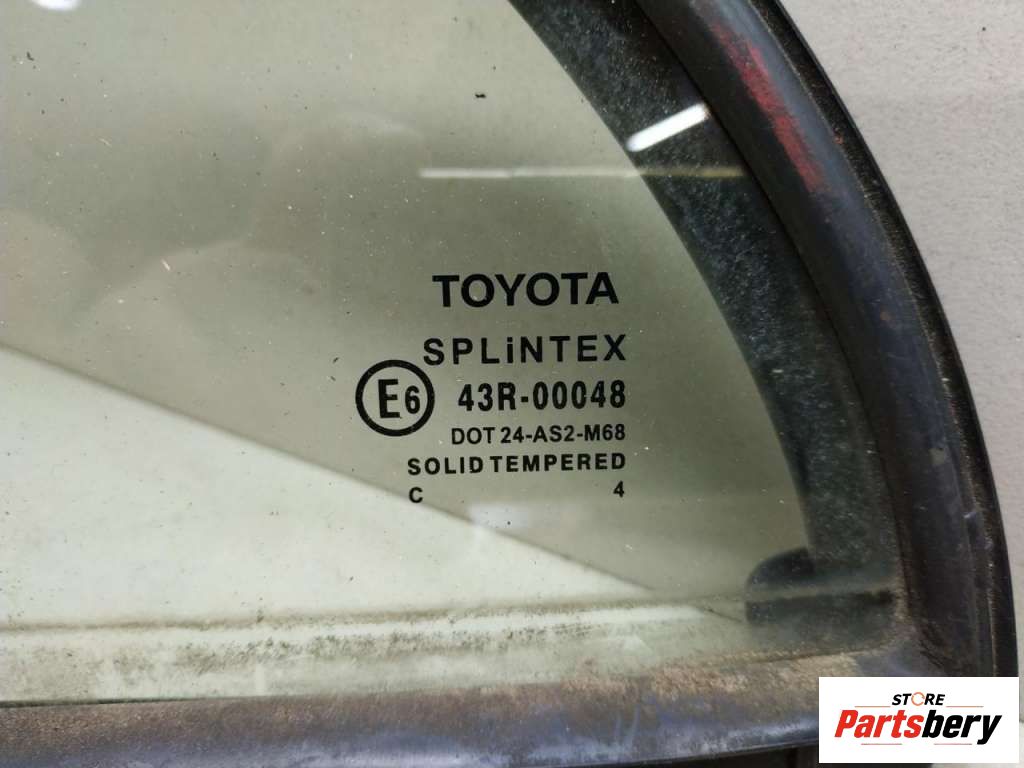 TOYOTA
SPLiNTEX
E6 43R-00048
DOT 24-AS2-M68
SOLID TEMPERED
C 4
STORE
Partsbery